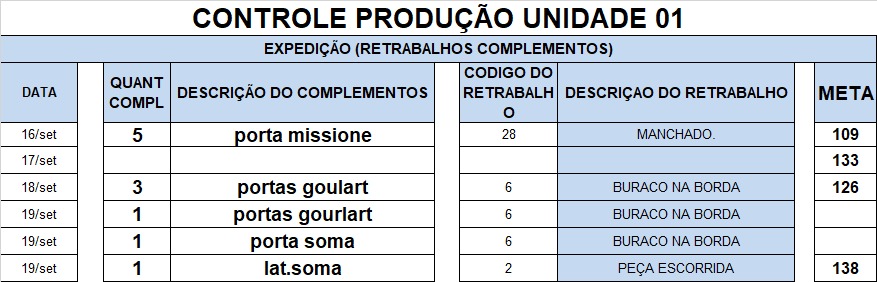 CONTROLE PRODUÇÃO UNIDADE 01
EXPEDIÇÃO (RETRABALHOS COMPLEMENTOS)
DATA QUANT COMPL DESCRIÇÃO DO COMPLEMENTOS CODIGO DO RETRABALHO DESCRIÇAO DO RETRABALHO META
16/set 5 porta missione 28 MANCHADO. 109
17/set 133
18/set 3 portas goulart 6 BURACO NA BORDA 126
19/set 1 portas gourlart 6 BURACO NA BORDA
19/set 1 porta soma 6 BURACO NA BORDA
19/set 1 lat.soma 2 PEÇA ESCORRIDA 138